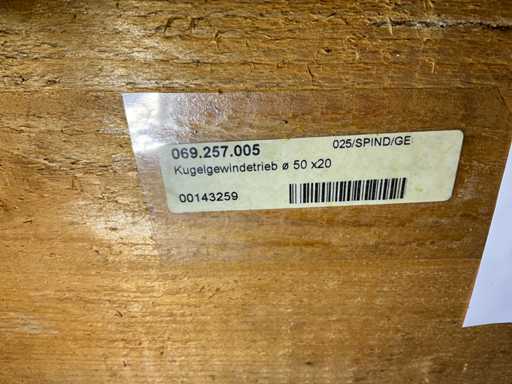 069.257.005 025/SPIND/GE
Kugelgewindetrieb ø 50 x20
00143259